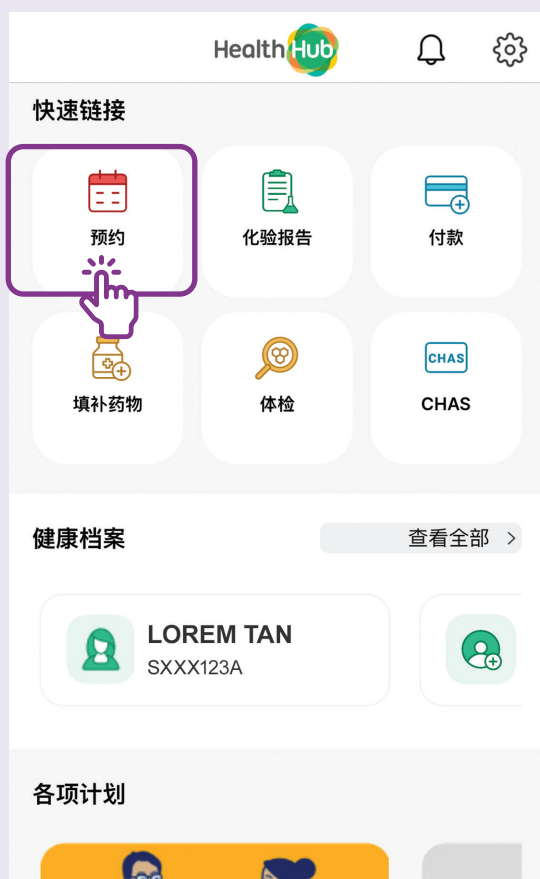 HealthHub
快速链接
预约
化验报告
付款
CHAS
填补药物
体检
CHAS
健康档案
查看全部
LOREM TAN
SXXX123A
各项计划